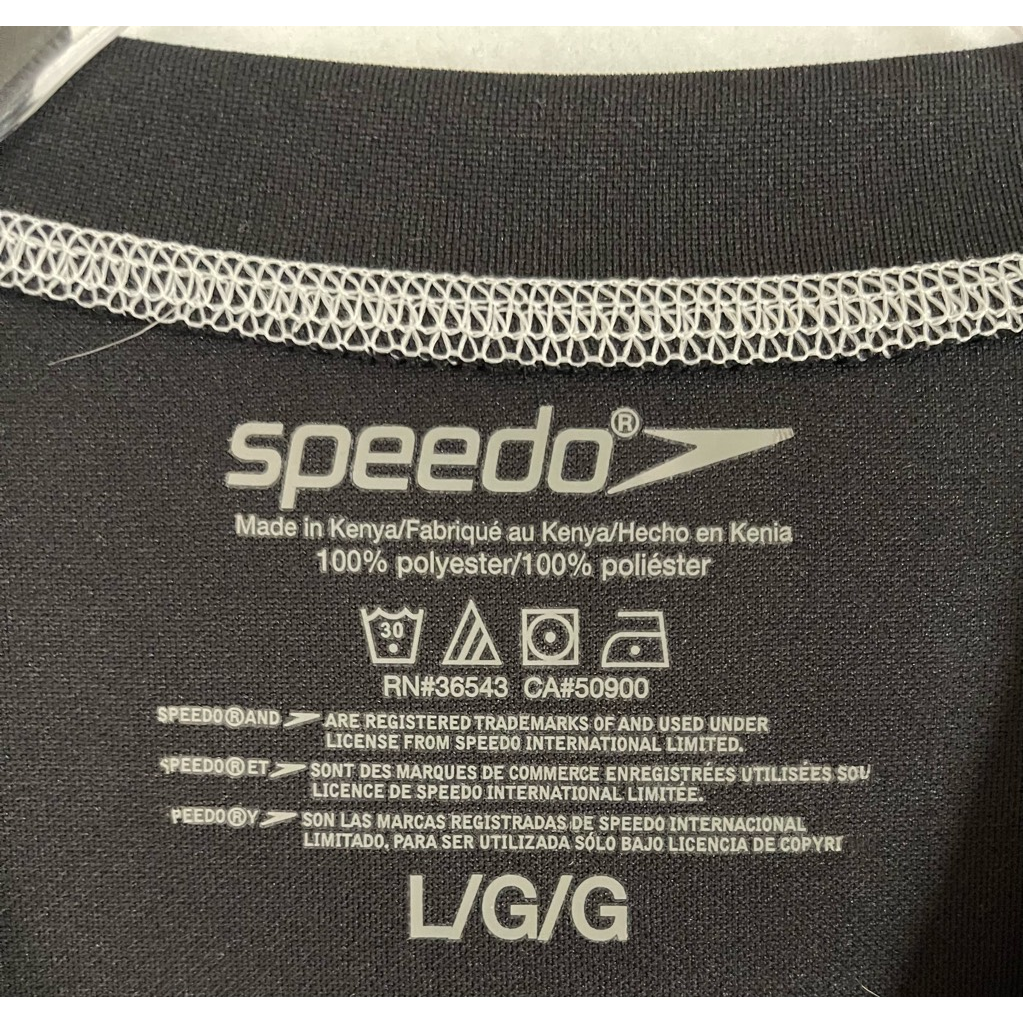 speedo®
Made in Kenya/Fabriqué au Kenya/Hecho en Kenia
100% polyester/100% poliéster
30
RN#36543 CA#50900
SPEEDO®AND ARE REGISTERED TRADEMARKS OF AND USED UNDER
LICENSE FROM SPEEDO INTERNATIONAL LIMITED.
SPEEDO®ET SONT DES MARQUES DE COMMERCE ENREGISTRÉES UTILISÉES SOU
LICENCE DE SPEEDO INTERNATIONAL LIMITÉE.
PEEDO®Y SON LAS MARCAS REGISTRADAS DE SPEEDO INTERNACIONAL
LIMITADO, PARA SER UTILIZADA SÓLO BAJO LICENCIA DE COPYRI
L/G/G